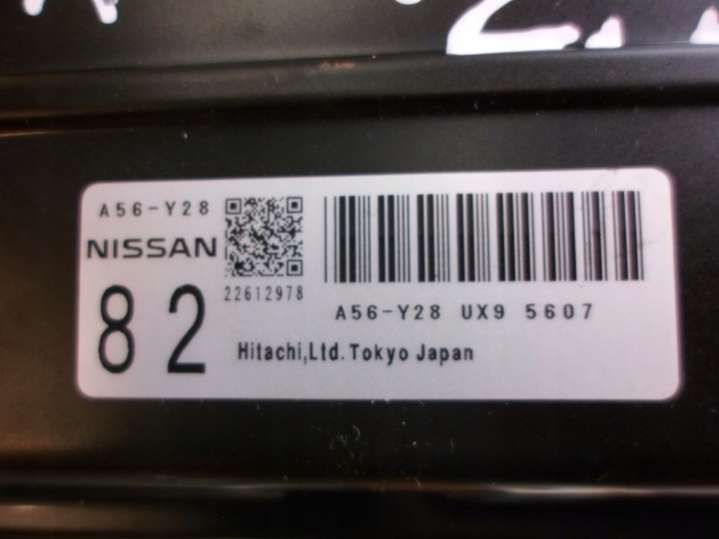 A56-Y28
NISSAN
82
22612978
A56-Y28 UX9 5607
Hitachi,Ltd.Tokyo Japan